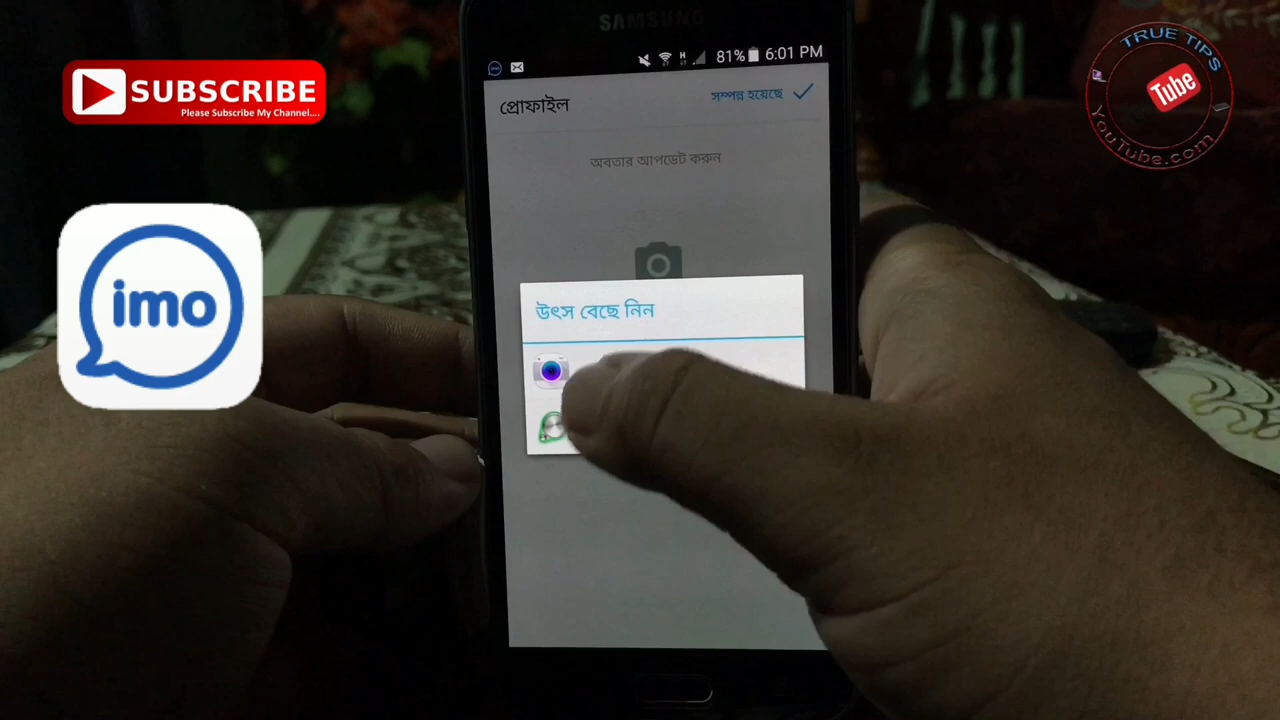 SAMSUNG
H
81%
6:01 PM
প্রোফাইল
সম্পন্ন হয়েছে
অবতার আপডেট করুন
উৎস বেছে নিন
SUBSCRIBE
Please Subscribe My Channel....
imo
TRUE TIPS
Tube
YouTube.com